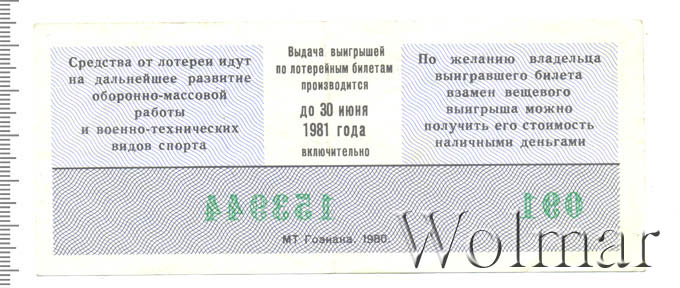 Средства от лотереи идут
на дальнейшее развитие
оборонно-массовой
работы
и военно-технических
видов спорта
Выдача выигрышей
по лотерейным билетам
производится
до 30 июня
1981 года
включительно
По желанию владельца
выигравшего билета
взамен вещевого
выигрыша можно
получить его стоимость
наличными деньгами
153944
091
МТ Гознака. 1980.
Wolmar